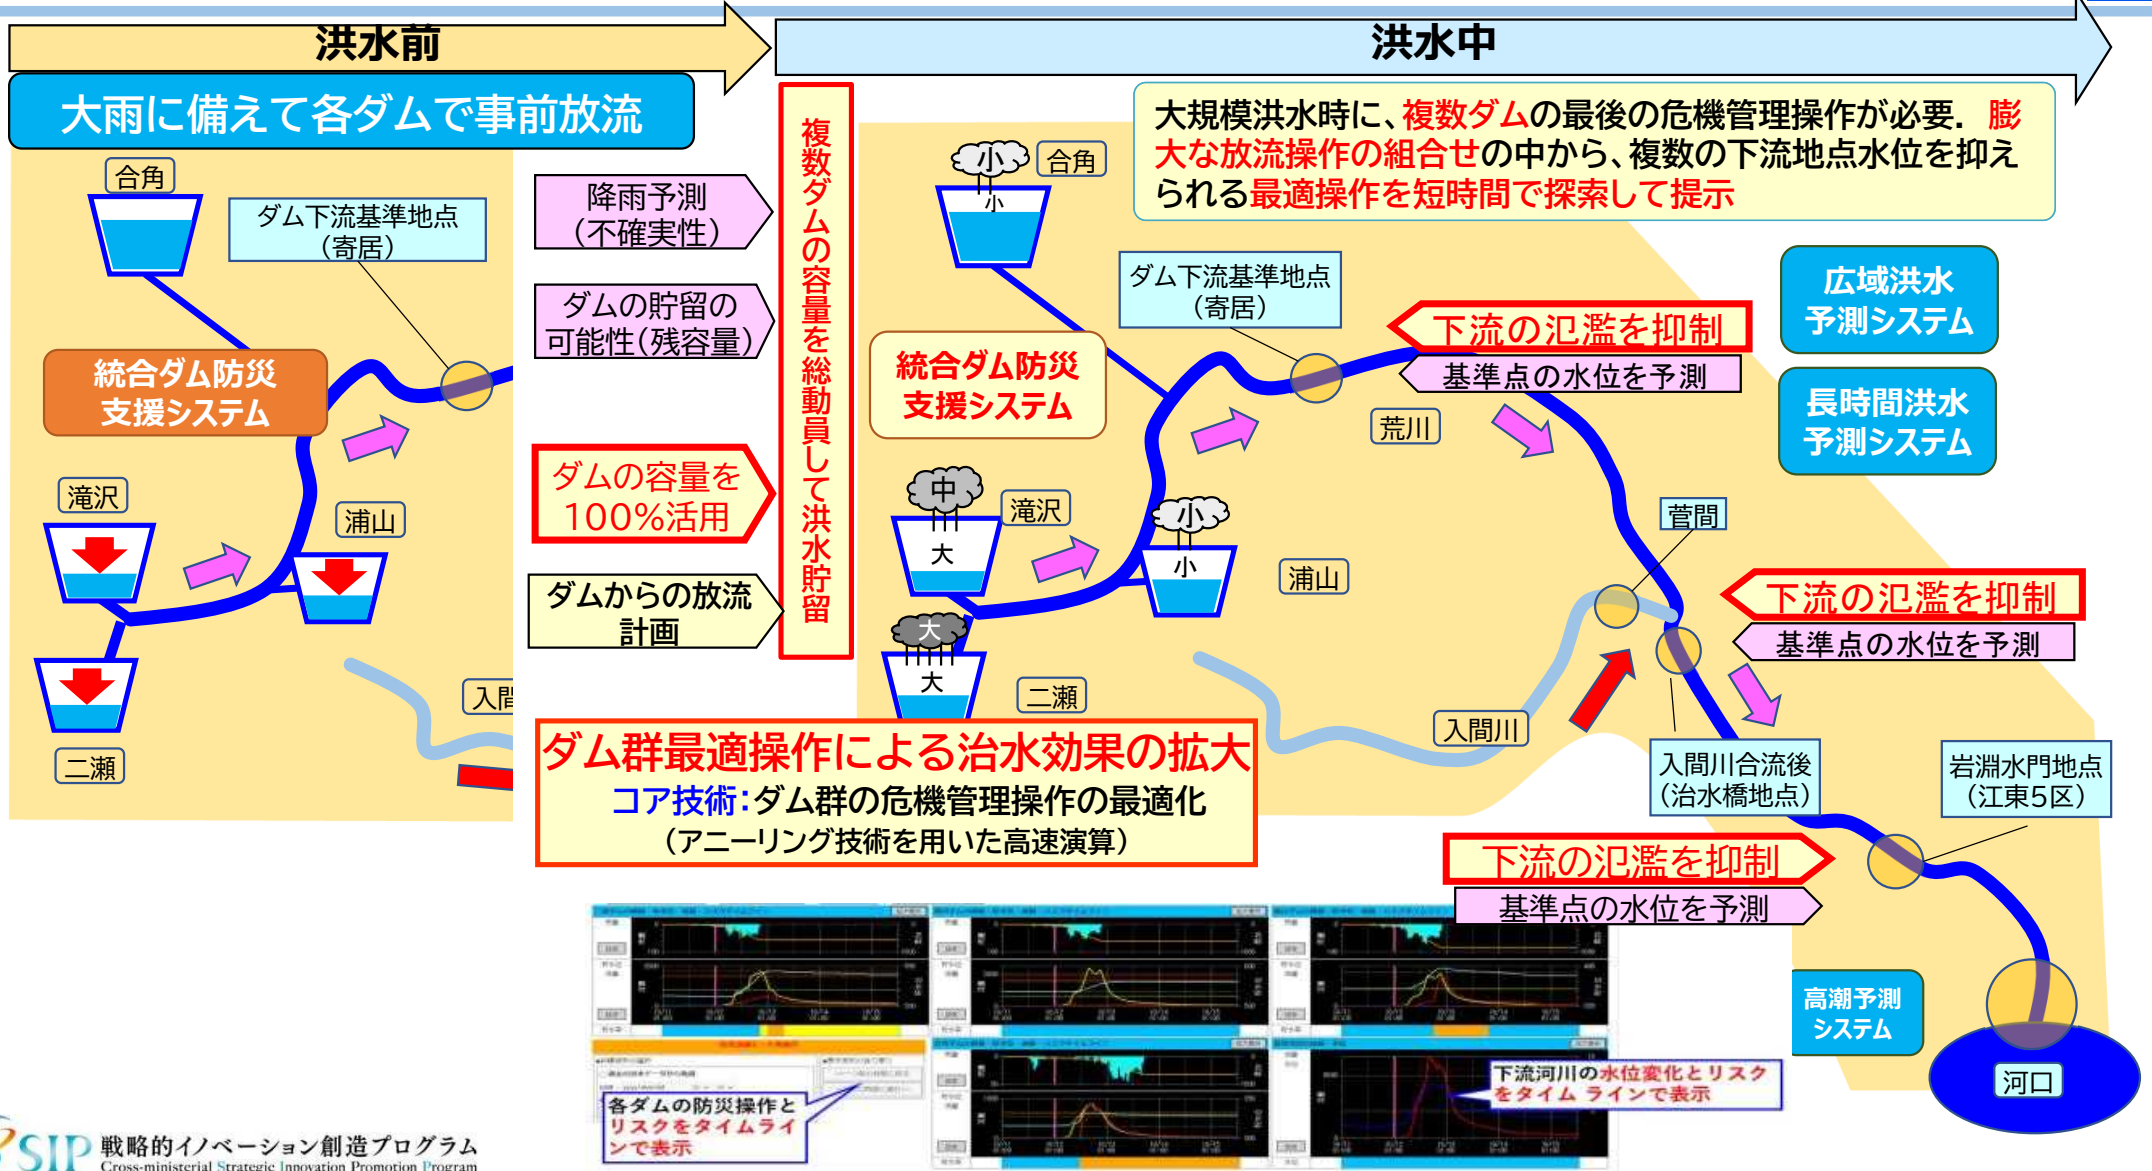 洪水前
洪水中
大雨に備えて各ダムで事前放流
合角
ダム下流基準地点
（寄居）
統合ダム防災
支援システム
滝沢
浦山
二瀬
入間
降雨予測
（不確実性）
ダムの貯留の
可能性（残容量）
ダムの容量を
100%活用
ダムからの放流
計画
複数ダムの容量を総動員して洪水貯留
大規模洪水時に、複数ダムの最後の危機管理操作が必要．膨
大な放流操作の組合せの中から、複数の下流地点水位を抑え
られる最適操作を短時間で探索して提示
小
小
合角
ダム下流基準地点
（寄居）
統合ダム防災
支援システム
中
大
滝沢
小
小
浦山
大
大
二瀬
荒川
下流の氾濫を抑制
基準点の水位を予測
広域洪水
予測システム
長時間洪水
予測システム
菅間
下流の氾濫を抑制
基準点の水位を予測
入間川
入間川合流後
（治水橋地点）
岩淵水門地点
（江東5区）
下流の氾濫を抑制
基準点の水位を予測
高潮予測
システム
河口
ダム群最適操作による治水効果の拡大
コア技術：ダム群の危機管理操作の最適化
（アニーリング技術を用いた高速演算）
各ダムの防災操作と
リスクをタイムライ
ンで表示
下流河川の水位変化とリスク
をタイム ラインで表示
SIP 戦略的イノベーション創造プログラム
Cross-ministerial Strategic Innovation Promotion Program